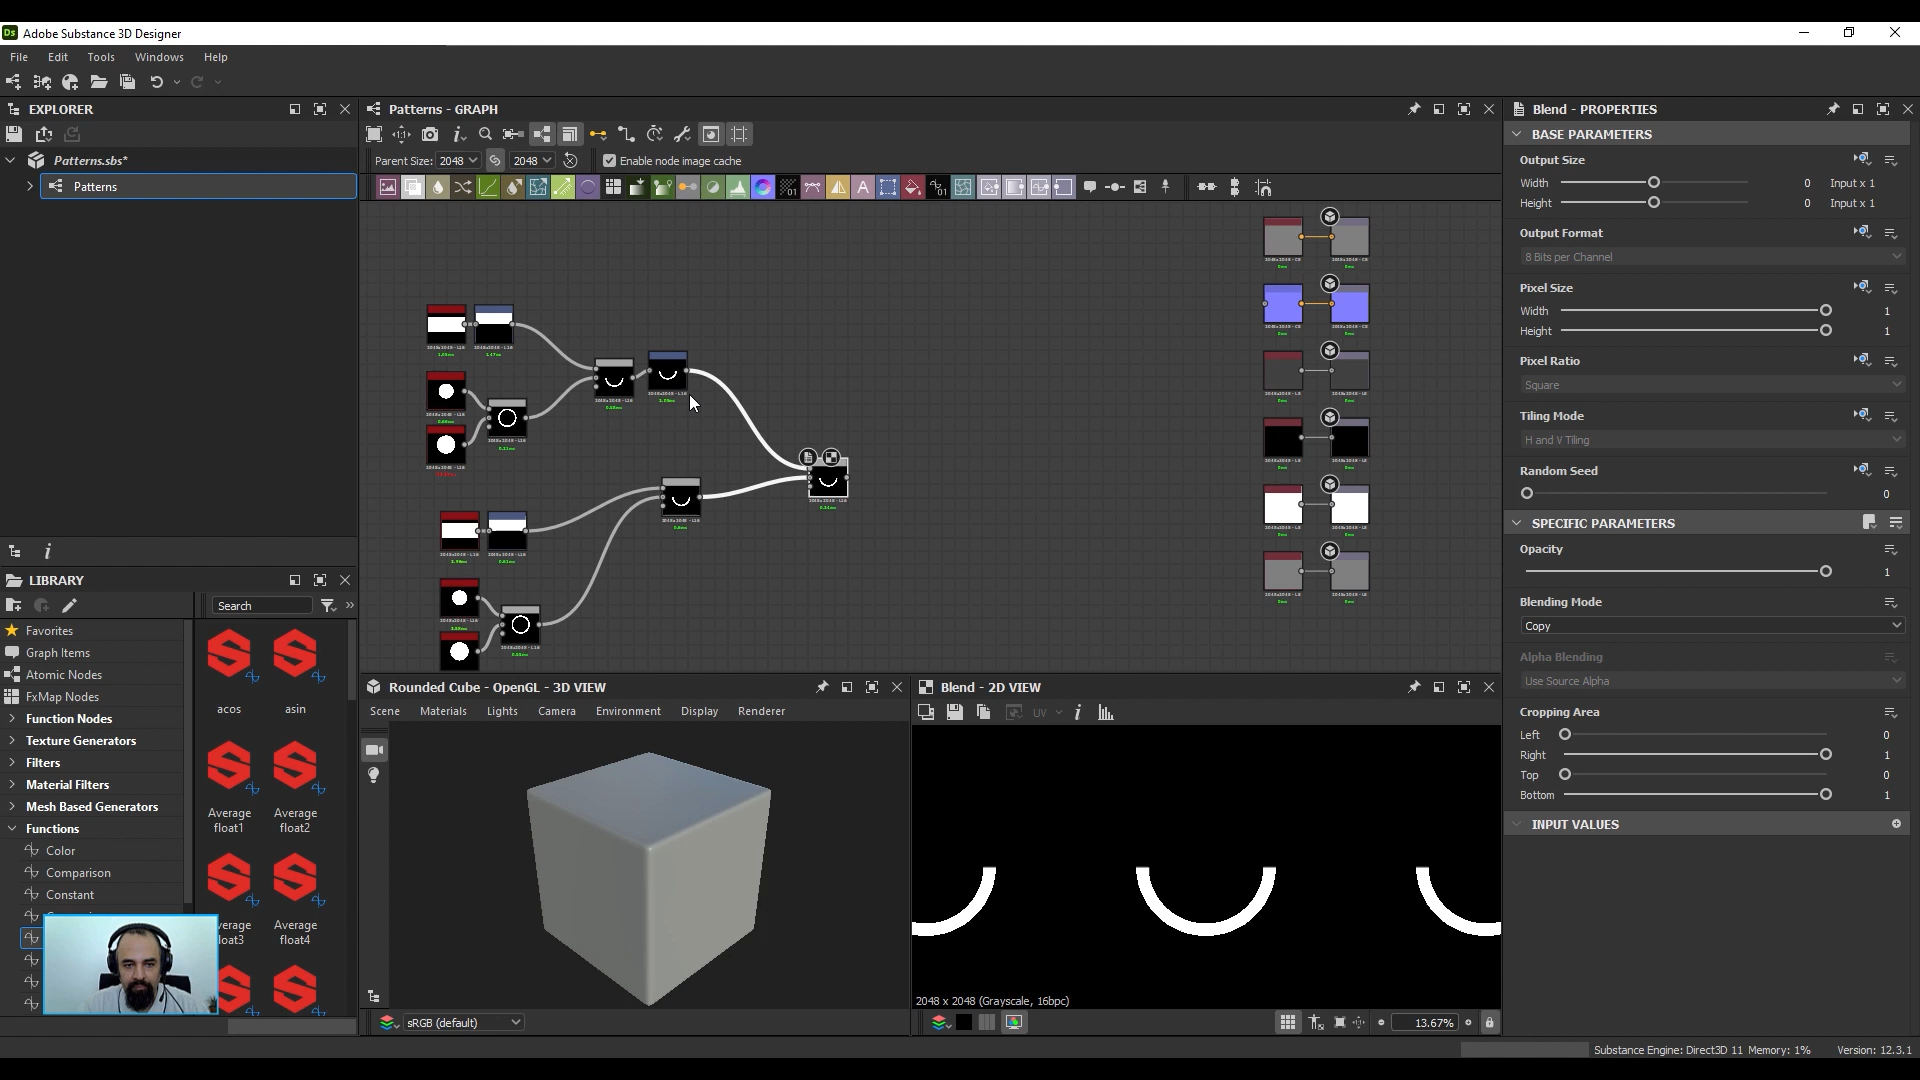 Adobe Substance 3D Designer
File Edit Tools Windows Help
EXPLORER
Patterns.sbs*
Patterns
LIBRARY
Search
Favorites
Graph Items
Atomic Nodes
FxMap Nodes
Function Nodes
Texture Generators
Filters
Material Filters
Mesh Based Generators
Functions
Color
Comparison
Constant
acos asin
Average float1
Average float2
Average float4
Patterns - GRAPH
Parent Size: 2048 2048 Enable node image cache
Rounded Cube - OpenGL - 3D VIEW
Scene Materials Lights Camera Environment Display Renderer
sRGB (default)
Blend - 2D VIEW
UV
2048 x 2048 (Grayscale, 16bpc)
13.67%
Blend - PROPERTIES
BASE PARAMETERS
Output Size
Width 0 Input x 1
Height 0 Input x 1
Output Format
8 Bits per Channel
Pixel Size
Width 1
Height 1
Pixel Ratio
Square
Tiling Mode
H and V Tiling
Random Seed
0
SPECIFIC PARAMETERS
Opacity
1
Blending Mode
Copy
Alpha Blending
Use Source Alpha
Cropping Area
Left 0
Right 1
Top 0
Bottom 1
INPUT VALUES
Substance Engine: Direct3D 11 Memory: 1% Version: 12.3.1